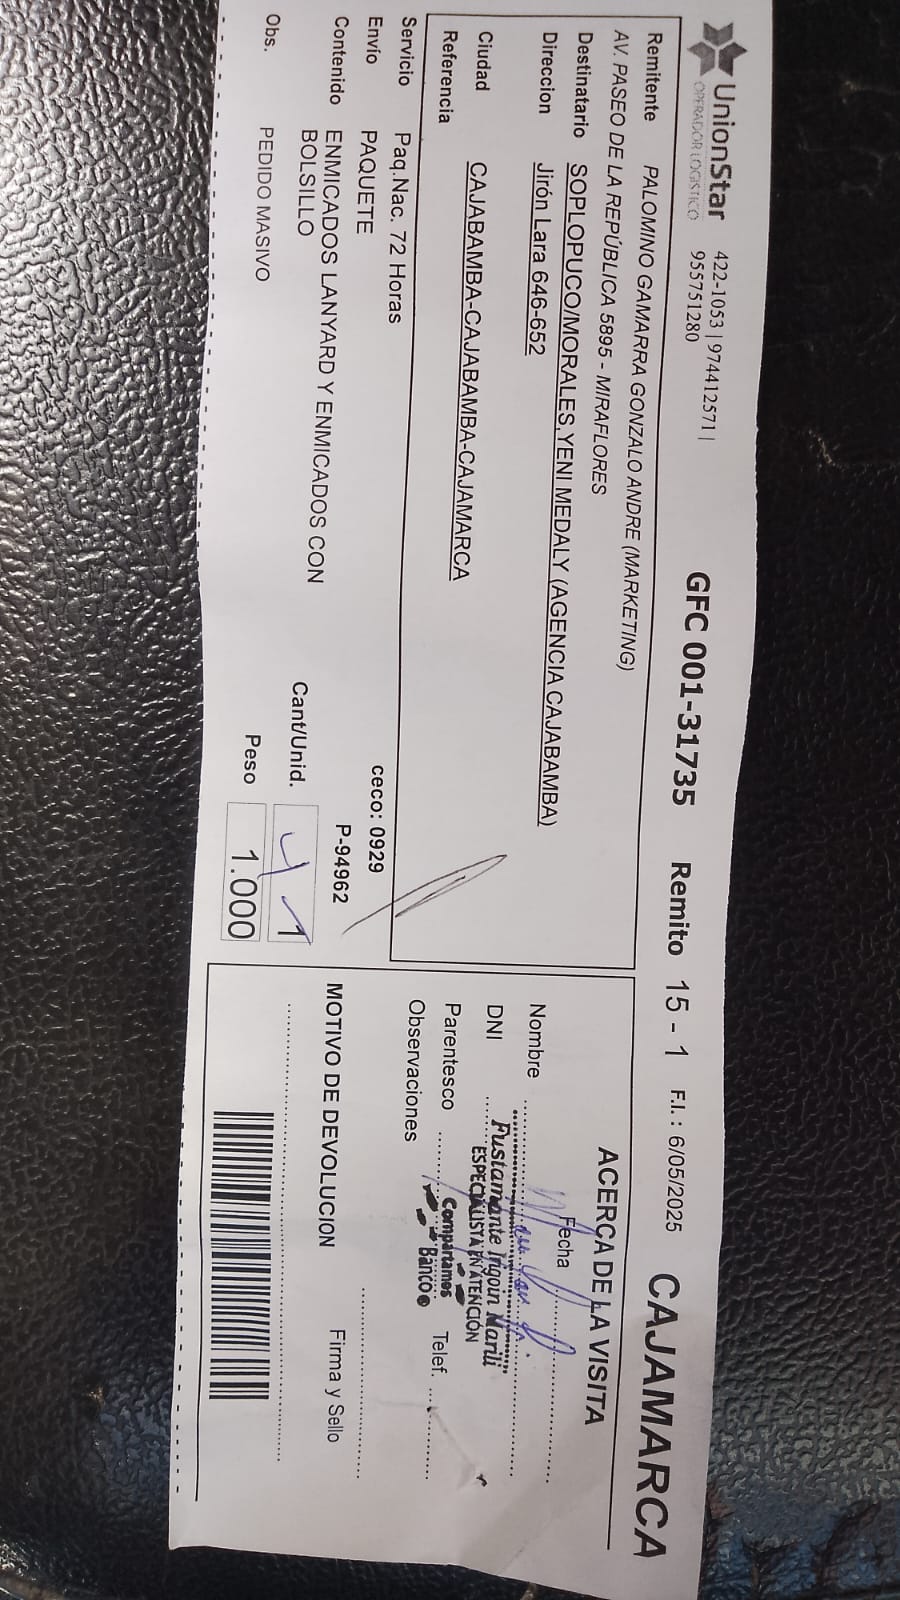 UnionStar
OPERADOR LOGISTICO
422-1053 | 974412571 |
955751280
GFC 001-31735 Remito 15 - 1 F.I. : 6/05/2025 CAJAMARCA
Remitente PALOMINO GAMARRA GONZALO ANDRE (MARKETING)
AV. PASEO DE LA REPÚBLICA 5895 - MIRAFLORES
Destinatario SOPLOPUCO/MORALES,YENI MEDALY (AGENCIA CAJABAMBA)
Direccion Jirón Lara 646-652
Ciudad CAJABAMBA-CAJABAMBA-CAJAMARCA
Referencia
Servicio Paq.Nac. 72 Horas
Envío PAQUETE
ceco: 0929
Contenido ENMICADOS LANYARD Y ENMICADOS CON
BOLSILLO
P-94962
Cant/Unid. 1
Obs. PEDIDO MASIVO
Peso 1.000
ACERCA DE LA VISITA
Fecha
Nombre
DNI
Fustamante Irigoin Marili
ESPECIALISTA EN ATENCIÓN
Parentesco
Compartamos
Banco
Telef.
Observaciones
MOTIVO DE DEVOLUCION
Firma y Sello